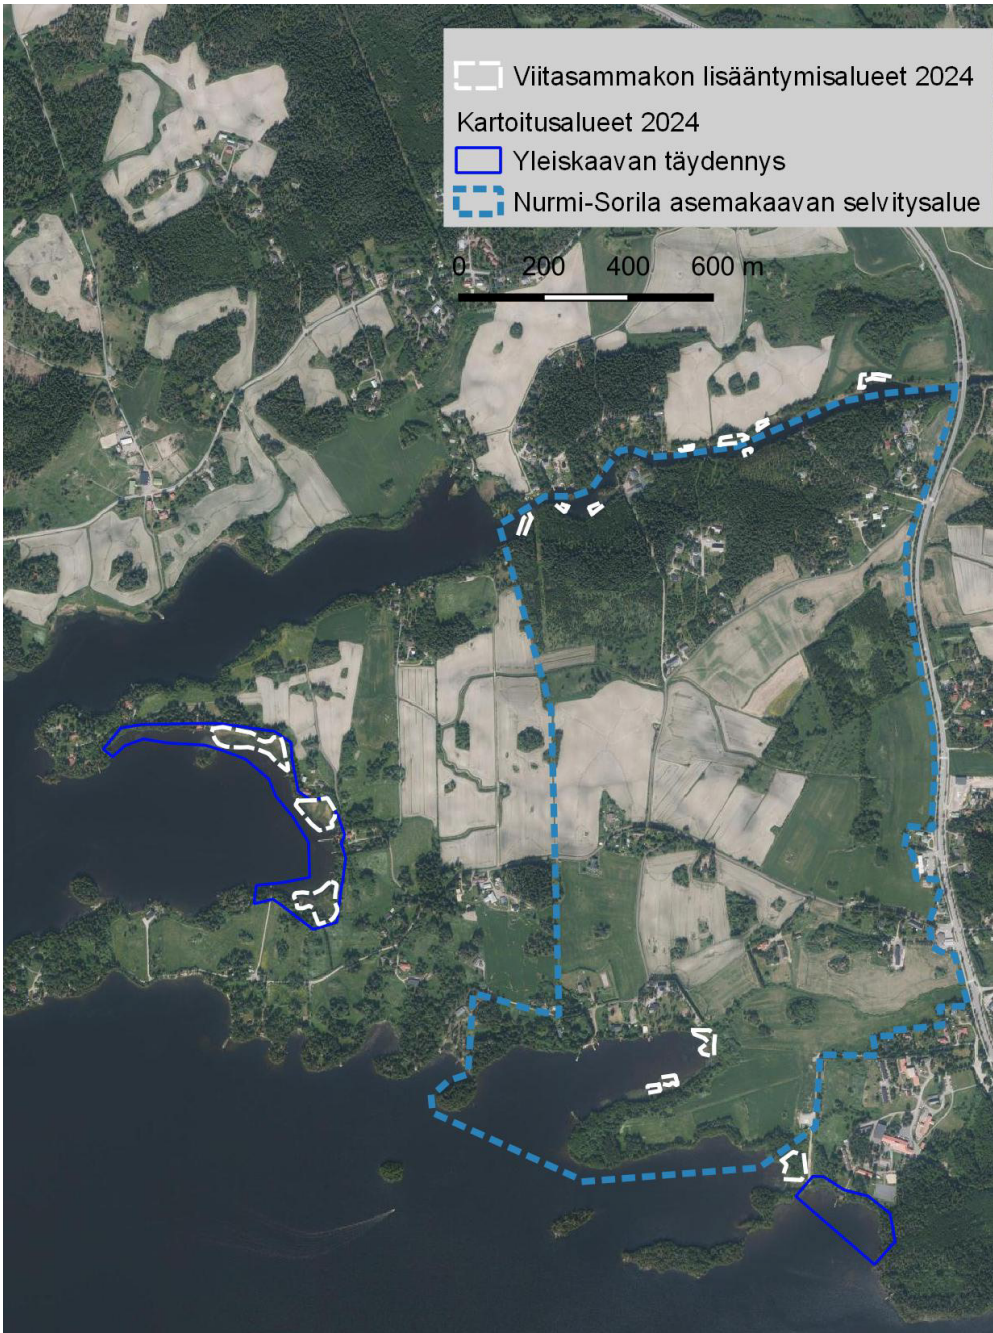 Viitasammakon lisääntymisalueet 2024
Kartoitusalueet 2024
Yleiskaavan täydennys
Nurmi-Sorila asemakaavan selvitysalue
0 200 400 600 m